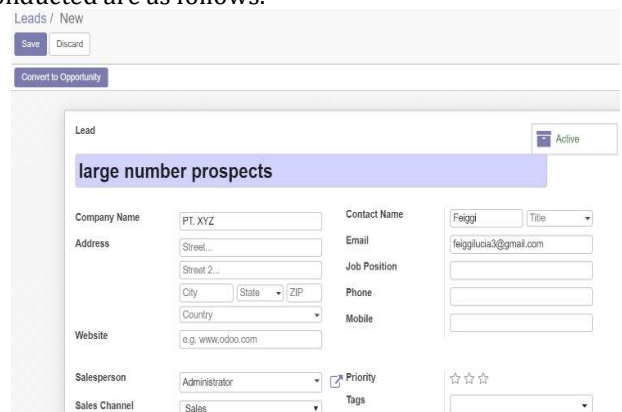 onducted are as follows.
Leads / New
Save Discard
Convert to Opportunity
Lead
Active
large number prospects
Company Name PT. XYZ
Contact Name Feiggi Title
Address Street...
Email feiggilucia3@gmail.com
Street 2...
Job Position
City State ZIP
Phone
Country
Mobile
Website e.g. www.odoo.com
Salesperson Administrator
Priority
Sales Channel Sales
Tags